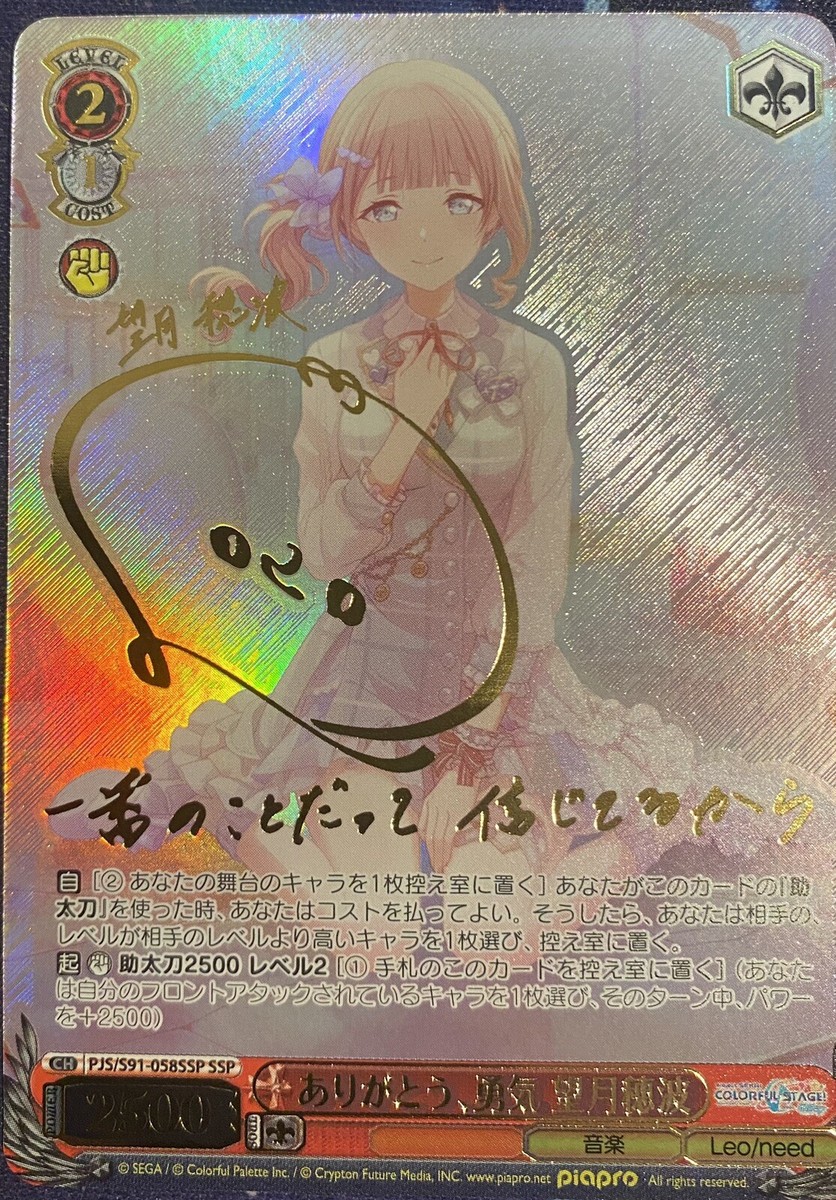 LEVEL
2
1
COST
望月 穂波
一番のことだって 信じてるから
自 [② あなたの舞台のキャラを1枚控え室に置く] あなたがこのカードの『助
太刀』を使った時、あなたはコストを払ってよい。そうしたら、あなたは相手の、
レベルが相手のレベルより高いキャラを1枚選び、控え室に置く。
起 助太刀2500 レベル2 [① 手札のこのカードを控え室に置く] (あなた
は自分のフロントアタックされているキャラを1枚選び、そのターン中、パワー
を+2500)
CH PJS/S91-058SSP SSP
POWER 2500 SOUL
ありがとう、勇気 望月穂波
COLORFUL STAGE!
音楽 Leo/need
© SEGA / © Colorful Palette Inc. / © Crypton Future Media, INC. www.piapro.net piapro All rights reserved.